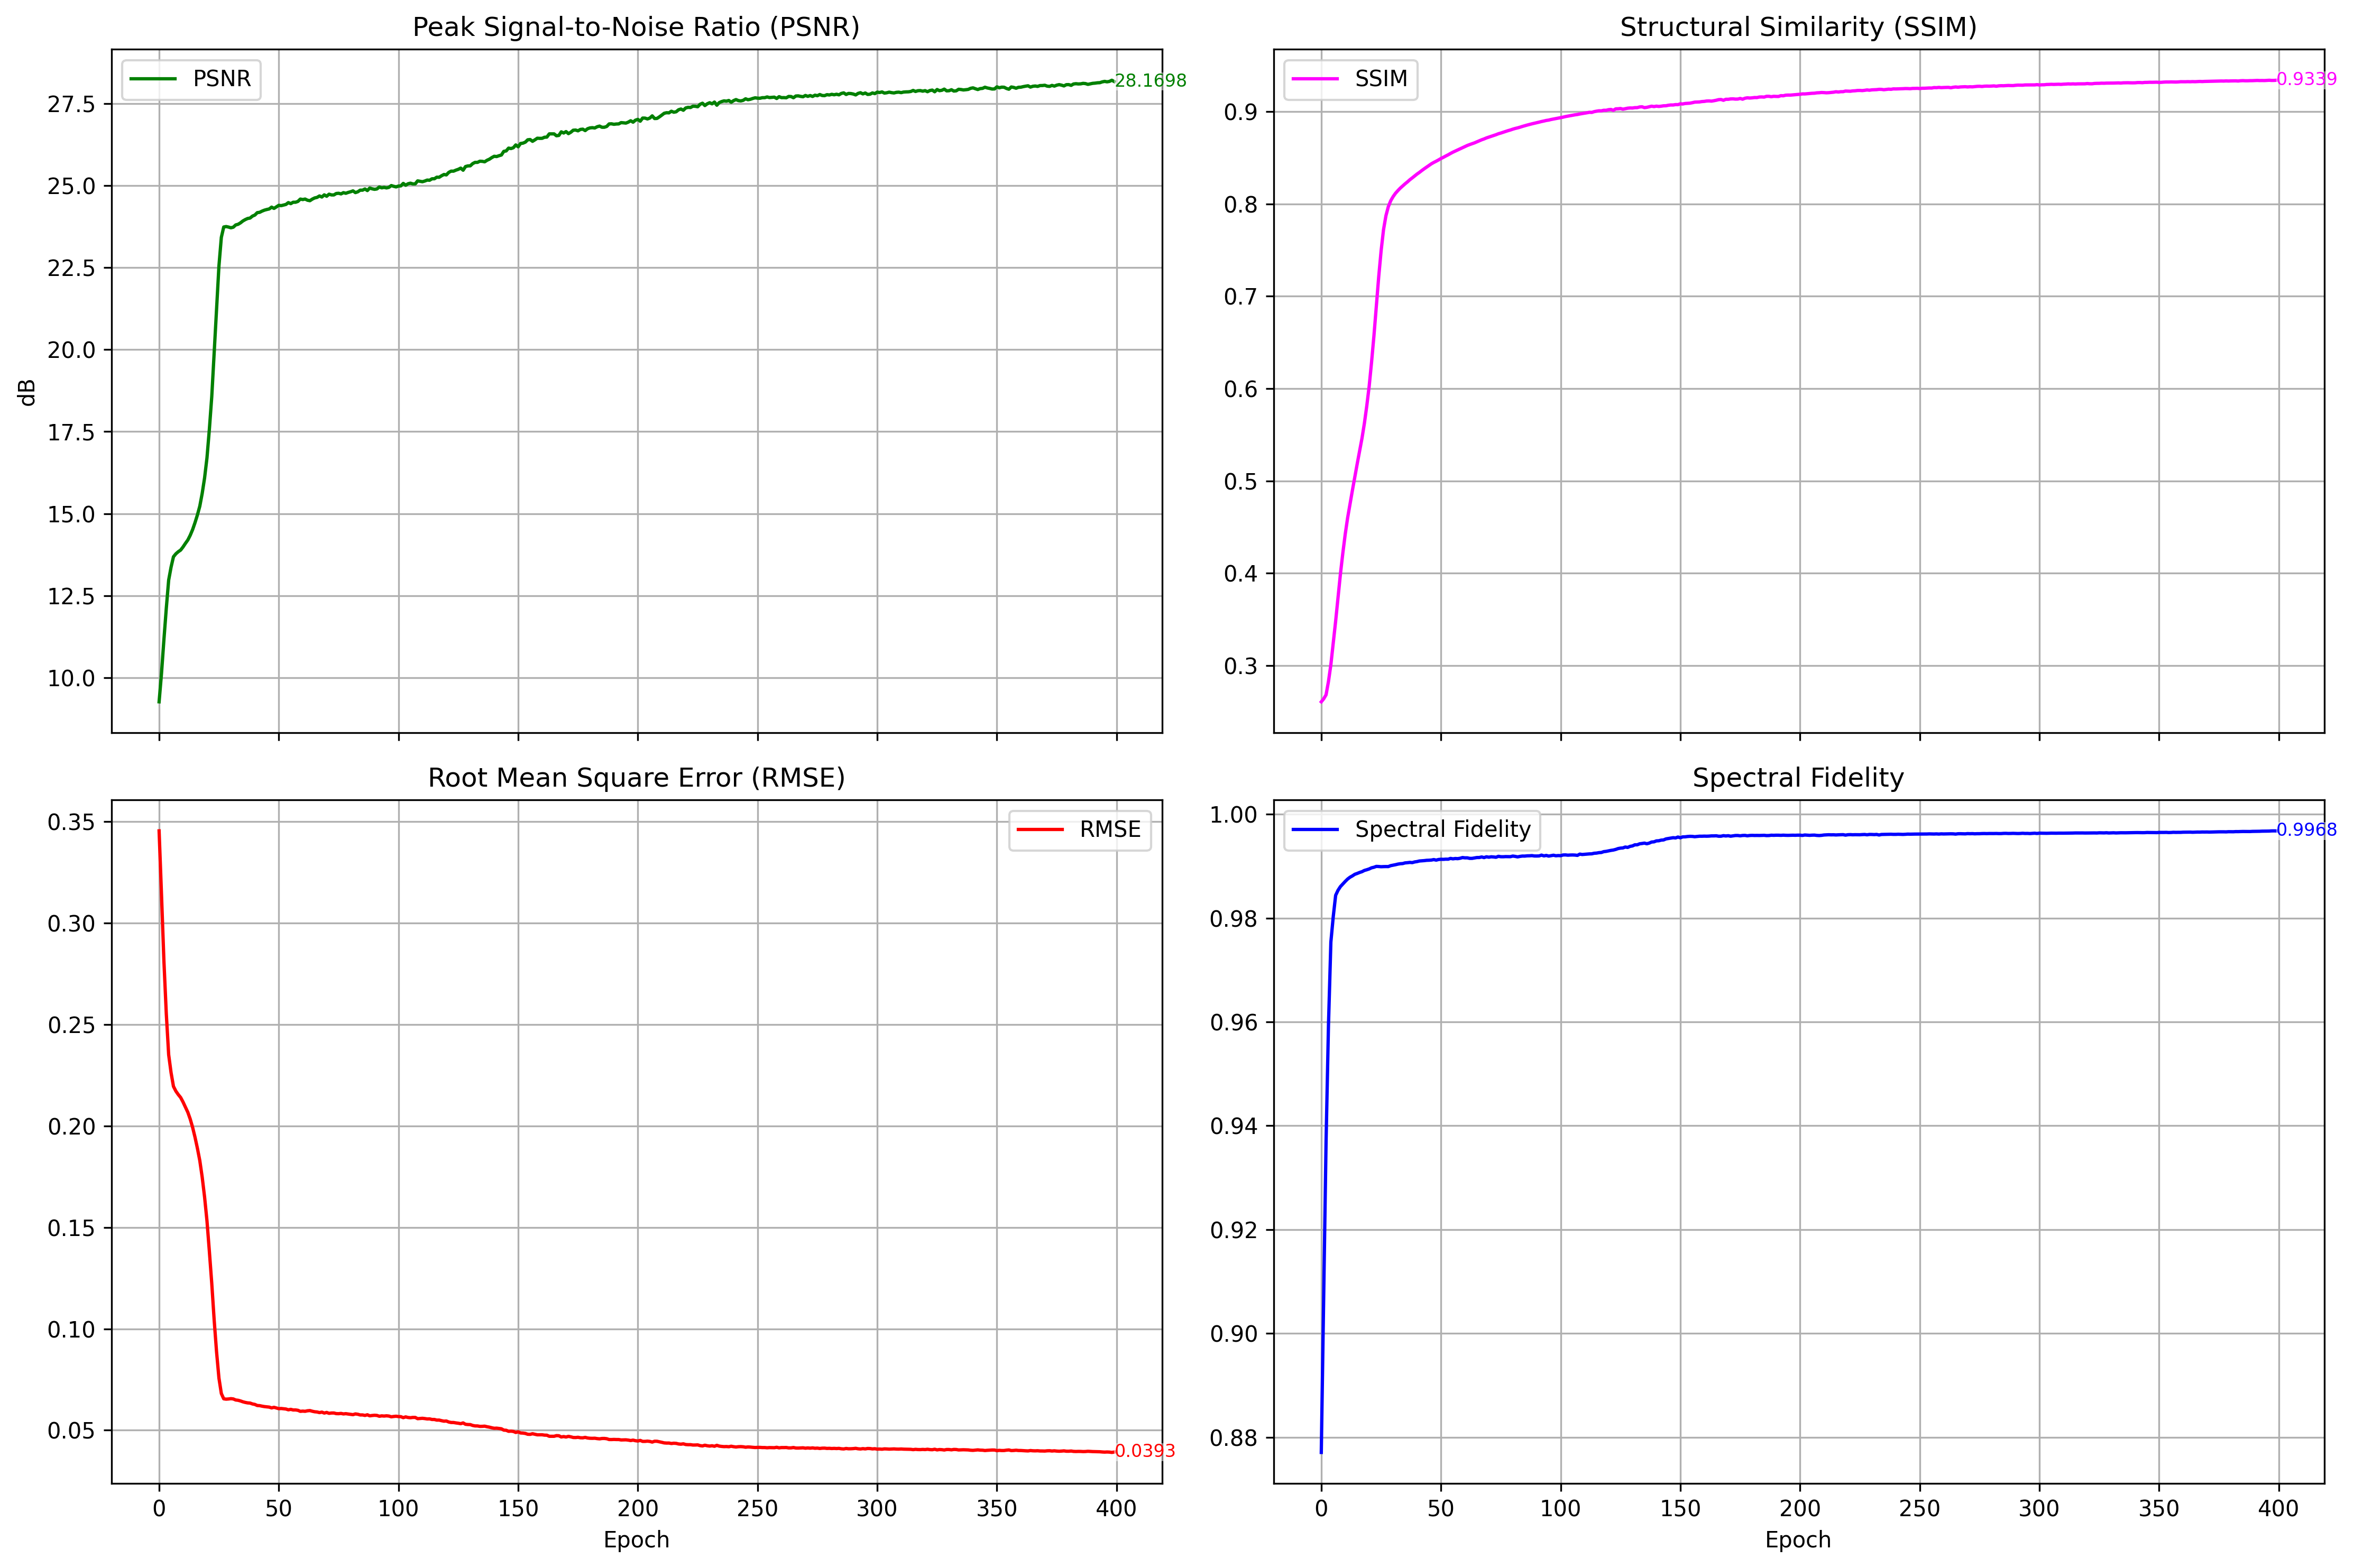 Peak Signal-to-Noise Ratio (PSNR)
PSNR
28.1698
27.5
25.0
22.5
20.0
17.5
15.0
12.5
10.0
dB
Structural Similarity (SSIM)
SSIM
0.9339
0.9
0.8
0.7
0.6
0.5
0.4
0.3
Root Mean Square Error (RMSE)
RMSE
0.35
0.30
0.25
0.20
0.15
0.10
0.05
0.0393
0 50 100 150 200 250 300 350 400
Epoch
Spectral Fidelity
Spectral Fidelity
0.9968
1.00
0.98
0.96
0.94
0.92
0.90
0.88
0 50 100 150 200 250 300 350 400
Epoch